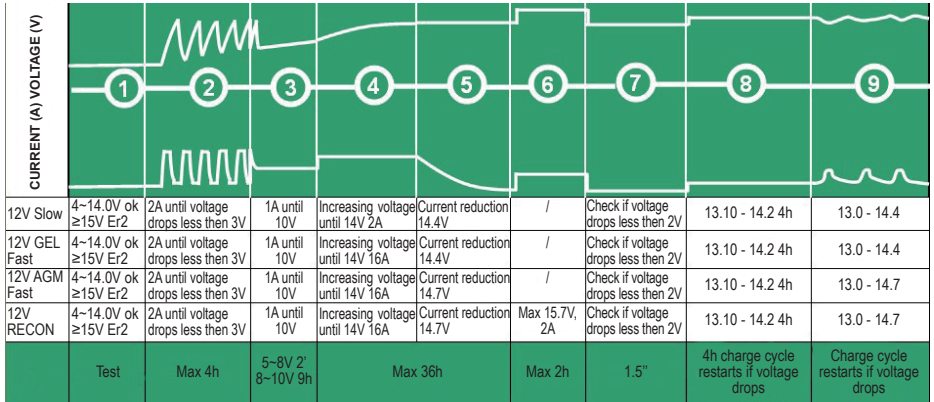 CURRENT (A) VOLTAGE (V)
1 2 3 4 5 6 7 8 9
12V Slow
4~14.0V ok
≥15V Er2
2A until voltage
drops less then 3V
1A until
10V
Increasing voltage
until 14V 2A
Current reduction
14.4V
/
Check if voltage
drops less then 2V
13.10 - 14.2 4h
13.0 - 14.4
12V GEL
Fast
4~14.0V ok
≥15V Er2
2A until voltage
drops less then 3V
1A until
10V
Increasing voltage
until 14V 16A
Current reduction
14.4V
/
Check if voltage
drops less then 2V
13.10 - 14.2 4h
13.0 - 14.4
12V AGM
Fast
4~14.0V ok
≥15V Er2
2A until voltage
drops less then 3V
1A until
10V
Increasing voltage
until 14V 16A
Current reduction
14.7V
/
Check if voltage
drops less then 2V
13.10 - 14.2 4h
13.0 - 14.7
12V
RECON
4~14.0V ok
≥15V Er2
2A until voltage
drops less then 3V
1A until
10V
Increasing voltage
until 14V 16A
Current reduction
14.7V
Max 15.7V,
2A
Check if voltage
drops less then 2V
13.10 - 14.2 4h
13.0 - 14.7
Test
Max 4h
5~8V 2'
8~10V 9h
Max 36h
Max 2h
1.5"
4h charge cycle
restarts if voltage
drops
Charge cycle
restarts if voltage
drops